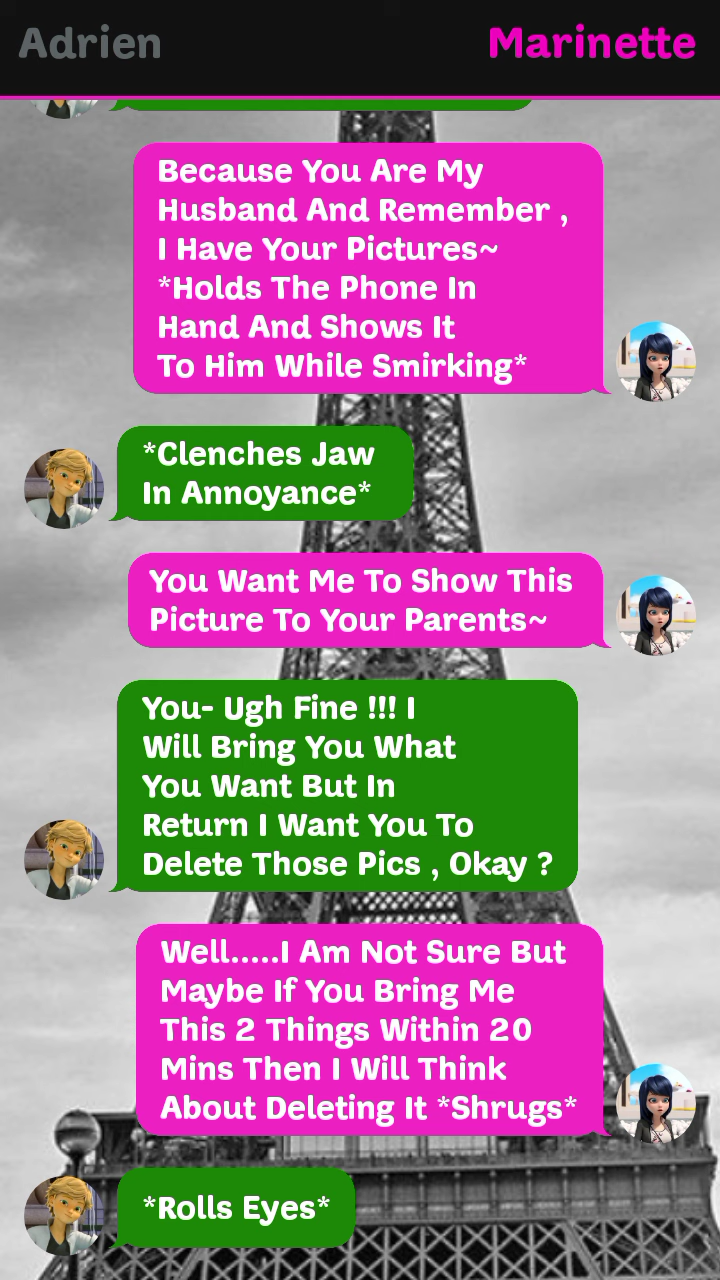 Adrien Marinette
Because You Are My
Husband And Remember ,
I Have Your Pictures~
*Holds The Phone In
Hand And Shows It
To Him While Smirking*
*Clenches Jaw
In Annoyance*
You Want Me To Show This
Picture To Your Parents~
You- Ugh Fine !!! I
Will Bring You What
You Want But In
Return I Want You To
Delete Those Pics , Okay ?
Well.....I Am Not Sure But
Maybe If You Bring Me
This 2 Things Within 20
Mins Then I Will Think
About Deleting It *Shrugs*
*Rolls Eyes*